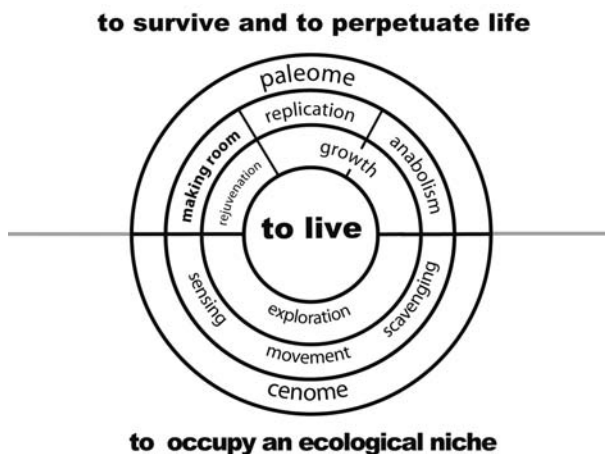 to survive and to perpetuate life
paleome
replication
making room
anabolism
growth
rejuvenation
to live
sensing
exploration
scavenging
movement
cenome
to occupy an ecological niche